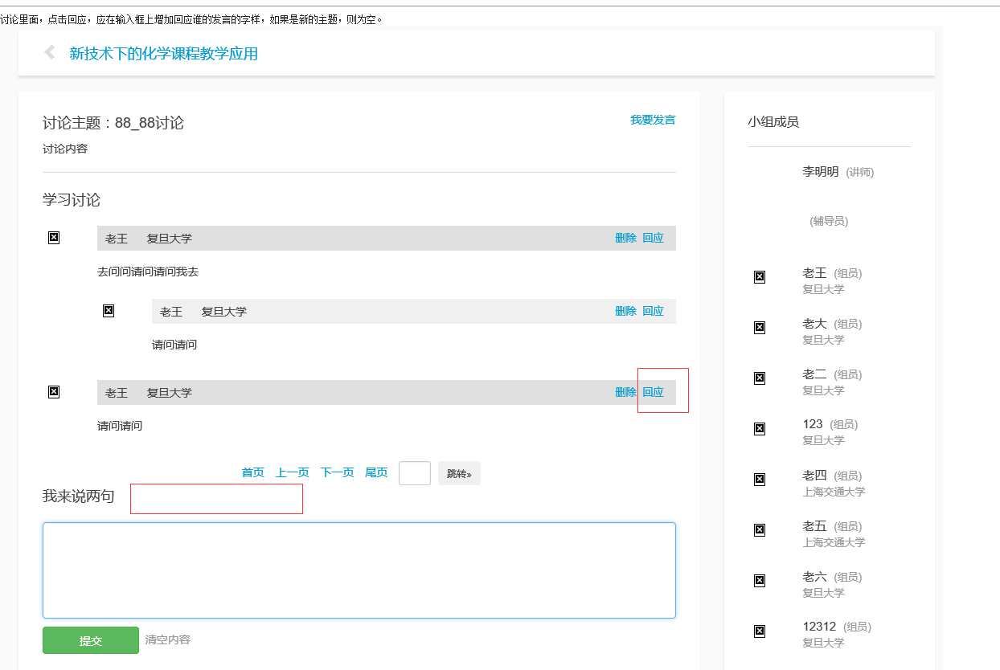 讨论里面，点击回应，应在输入框上增加回应谁的发言的字样，如果是新的主题，则为空。
新技术下的化学课程教学应用
讨论主题：88_88讨论 我要发言
讨论内容
学习讨论
老王 复旦大学 删除 回应
去问问请问请问我去
老王 复旦大学 删除 回应
请问请问
老王 复旦大学 删除 回应
请问请问
首页 上一页 下一页 尾页 跳转»
我来说两句
提交 清空内容
小组成员
李明明 (讲师)
(辅导员)
老王 (组员)
复旦大学
老大 (组员)
复旦大学
老二 (组员)
复旦大学
123 (组员)
复旦大学
老四 (组员)
上海交通大学
老五 (组员)
上海交通大学
老六 (组员)
复旦大学
12312 (组员)
复旦大学